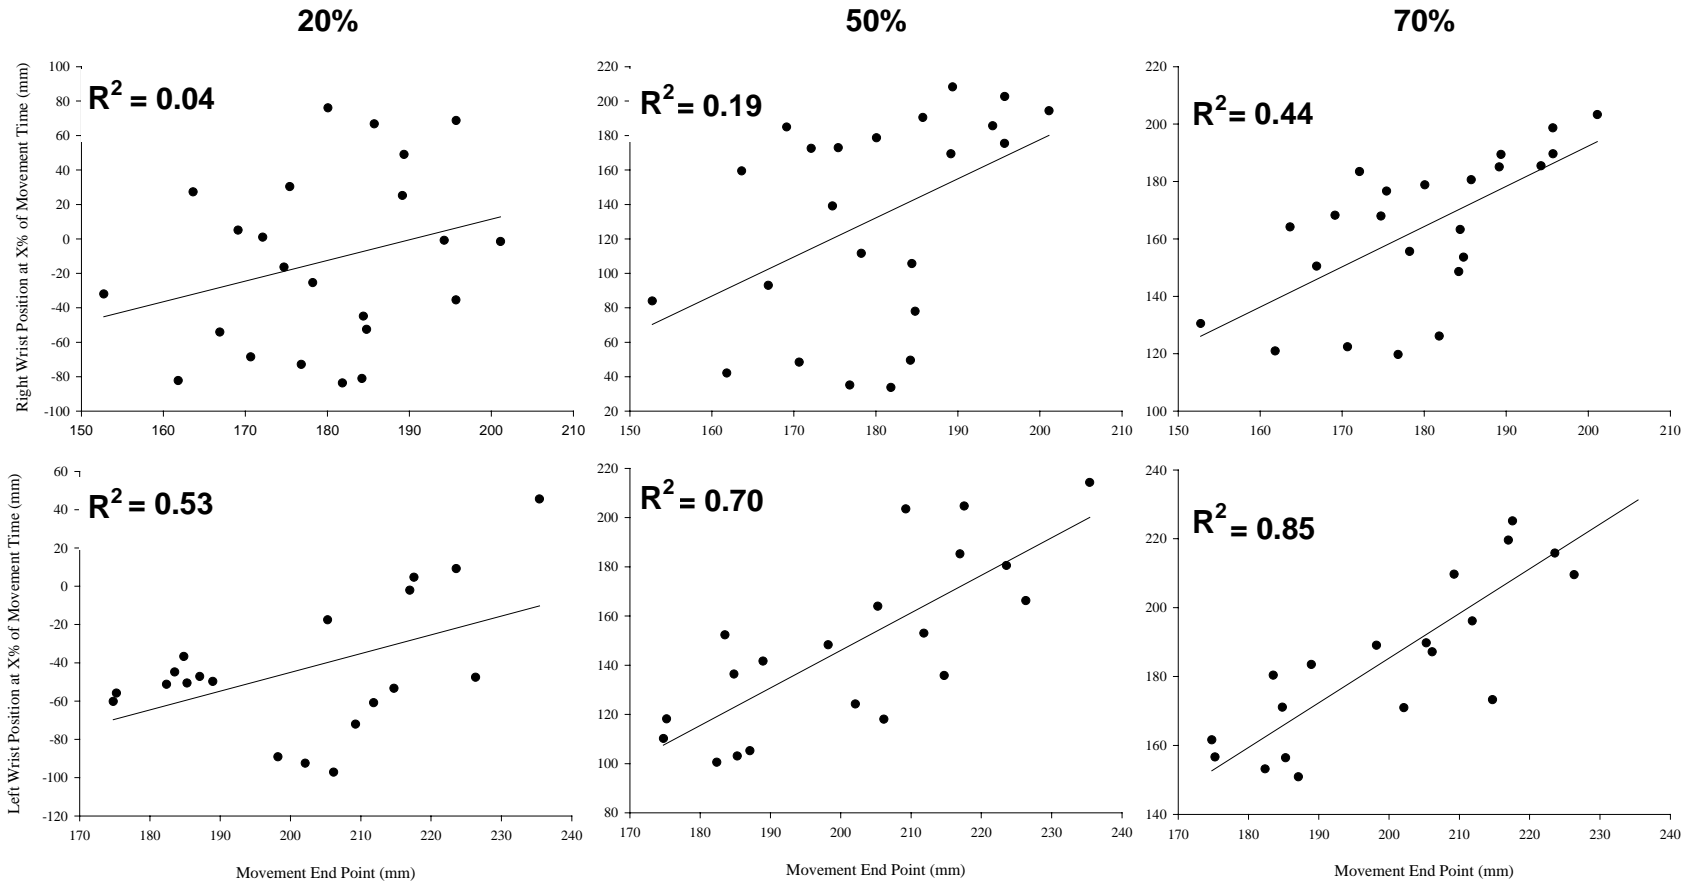 20% 50% 70%
R2 = 0.04
Right Wrist Position at X% of Movement Time (mm)
100
80
60
40
20
0
-20
-40
-60
-80
-100
150 160 170 180 190 200 210
R2 = 0.19
220
200
180
160
140
120
100
80
60
40
20
150 160 170 180 190 200 210
R2 = 0.44
220
200
180
160
140
120
100
150 160 170 180 190 200 210
R2 = 0.53
Left Wrist Position at X% of Movement Time (mm)
60
40
20
0
-20
-40
-60
-80
-100
-120
170 180 190 200 210 220 230 240
Movement End Point (mm)
R2 = 0.70
220
200
180
160
140
120
100
80
170 180 190 200 210 220 230 240
Movement End Point (mm)
R2 = 0.85
240
220
200
180
160
140
170 180 190 200 210 220 230 240
Movement End Point (mm)